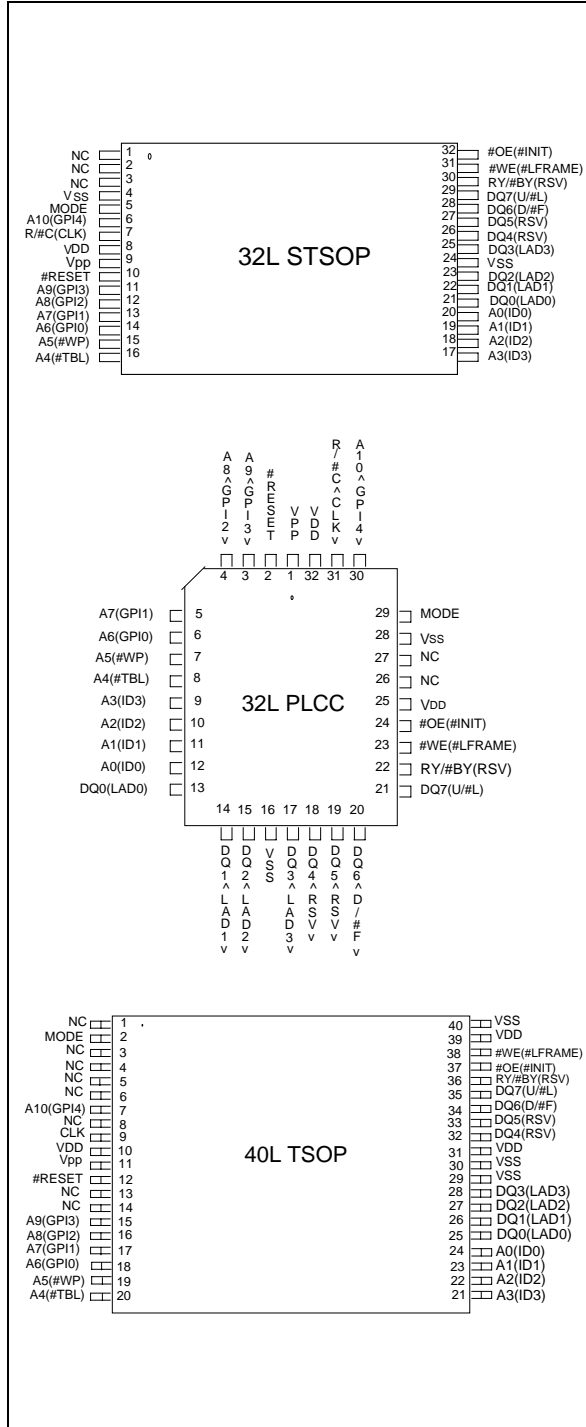 NC 1
NC 2
NC 3
VSS 4
MODE 5
A10(GPI4) 6
R/#C(CLK) 7
VDD 8
Vpp 9
#RESET 10
A9(GPI3) 11
A8(GPI2) 12
A7(GPI1) 13
A6(GPI0) 14
A5(#WP) 15
A4(#TBL) 16
32L STSOP
32 #OE(#INIT)
31 #WE(#LFRAME)
30 RY/#BY(RSV)
29 DQ7(U/#L)
28 DQ6(D/#F)
27 DQ5(RSV)
26 DQ4(RSV)
25 DQ3(LAD3)
24 VSS
23 DQ2(LAD2)
22 DQ1(LAD1)
21 DQ0(LAD0)
20 A0(ID0)
19 A1(ID1)
18 A2(ID2)
17 A3(ID3)
A8^GPI2v
A9^GPI3v
#RESET
VPP
VDD
R/#C^CLKv
A10^GPI4v
4 3 2 1 32 31 30
A7(GPI1) 5
A6(GPI0) 6
A5(#WP) 7
A4(#TBL) 8
A3(ID3) 9
A2(ID2) 10
A1(ID1) 11
A0(ID0) 12
DQ0(LAD0) 13
32L PLCC
29 MODE
28 VSS
27 NC
26 NC
25 VDD
24 #OE(#INIT)
23 #WE(#LFRAME)
22 RY/#BY(RSV)
21 DQ7(U/#L)
14 15 16 17 18 19 20
DQ1^LAD1v
DQ2^LAD2v
VSS
DQ3^LAD3v
DQ4^RSVv
DQ5^RSVv
DQ6^D/#Fv
NC 1
MODE 2
NC 3
NC 4
NC 5
NC 6
A10(GPI4) 7
NC 8
CLK 9
VDD 10
Vpp 11
#RESET 12
NC 13
NC 14
A9(GPI3) 15
A8(GPI2) 16
A7(GPI1) 17
A6(GPI0) 18
A5(#WP) 19
A4(#TBL) 20
40L TSOP
40 VSS
39 VDD
38 #WE(#LFRAME)
37 #OE(#INIT)
36 RY/#BY(RSV)
35 DQ7(U/#L)
34 DQ6(D/#F)
33 DQ5(RSV)
32 DQ4(RSV)
31 VDD
30 VSS
29 VSS
28 DQ3(LAD3)
27 DQ2(LAD2)
26 DQ1(LAD1)
25 DQ0(LAD0)
24 A0(ID0)
23 A1(ID1)
22 A2(ID2)
21 A3(ID3)